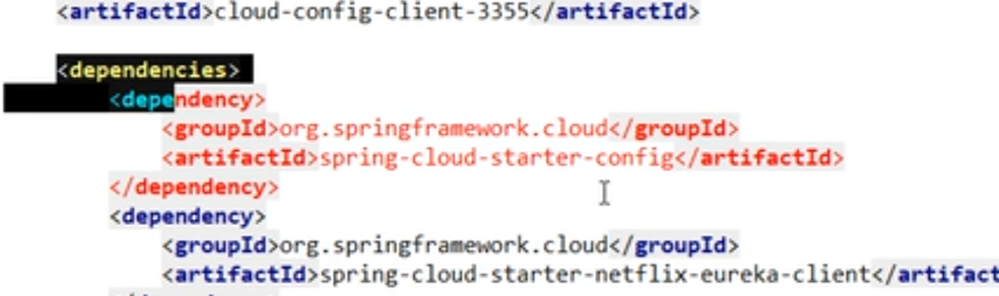 <artifactId>cloud-config-client-3355</artifactId>
<dependencies>
<dependency>
<groupId>org.springframework.cloud</groupId>
<artifactId>spring-cloud-starter-config</artifactId>
</dependency>
<dependency>
<groupId>org.springframework.cloud</groupId>
<artifactId>spring-cloud-starter-netflix-eureka-client</artifact